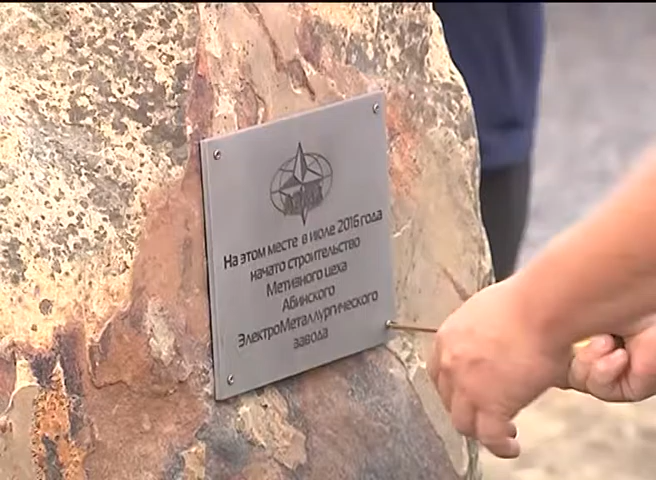 На этом месте в июле 2016 года
начато строительство
Метизного цеха
Абинского
ЭлектроМеталлургического
завода